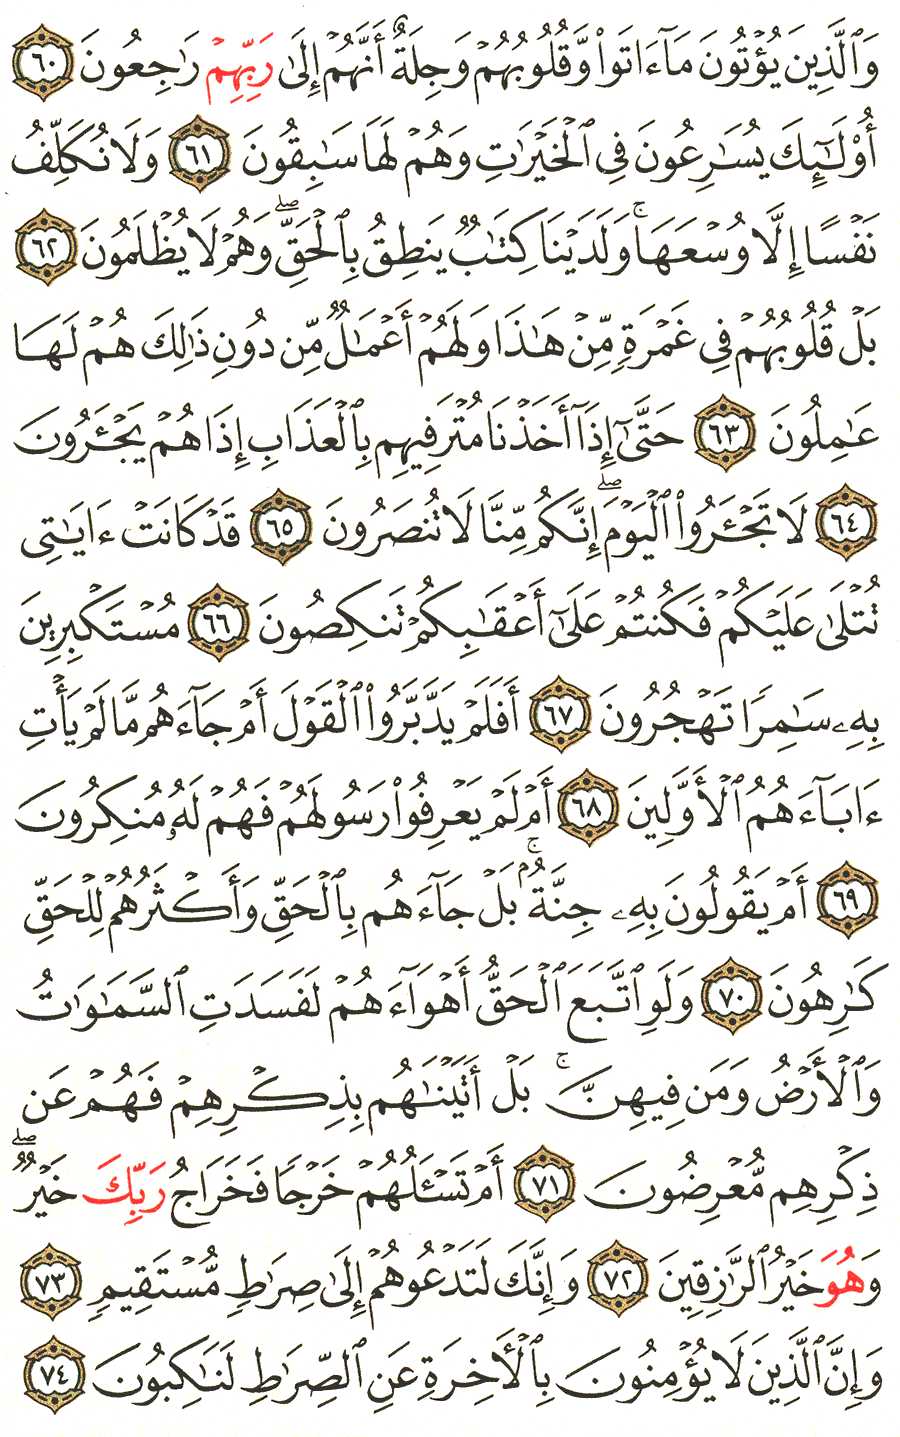 وَٱلَّذِينَ يُؤْتُونَ مَآ ءَاتَوا۟ وَّقُلُوبُهُمْ وَجِلَةٌ أَنَّهُمْ إِلَىٰ رَبِّهِمْ رَٰجِعُونَ ٦٠
أُو۟لَـٰٓئِكَ يُسَـٰرِعُونَ فِى ٱلْخَيْرَٰتِ وَهُمْ لَهَا سَـٰبِقُونَ ٦١ وَلَا نُكَلِّفُ
نَفْسًا إِلَّا وُسْعَهَا ۚ وَلَدَيْنَا كِتَـٰبٌ يَنطِقُ بِٱلْحَقِّ ۖ وَهُمْ لَا يُظْلَمُونَ ٦٢
بَلْ قُلُوبُهُمْ فِى غَمْرَةٍ مِّنْ هَـٰذَا وَلَهُمْ أَعْمَـٰلٌ مِّن دُونِ ذَٰلِكَ هُمْ لَهَا
عَـٰمِلُونَ ٦٣ حَتَّىٰٓ إِذَآ أَخَذْنَا مُتْرَفِيهِم بِٱلْعَذَابِ إِذَا هُمْ يَجْـَٔرُونَ
٦٤ لَا تَجْـَٔرُوا۟ ٱلْيَوْمَ ۖ إِنَّكُم مِّنَّا لَا تُنصَرُونَ ٦٥ قَدْ كَانَتْ ءَايَـٰتِى
تُتْلَىٰ عَلَيْكُمْ فَكُنتُمْ عَلَىٰٓ أَعْقَـٰبِكُمْ تَنكِصُونَ ٦٦ مُسْتَكْبِرِينَ
بِهِۦ سَـٰمِرًا تَهْجُرُونَ ٦٧ أَفَلَمْ يَدَّبَّرُوا۟ ٱلْقَوْلَ أَمْ جَآءَهُم مَّا لَمْ يَأْتِ
ءَابَآءَهُمُ ٱلْأَوَّلِينَ ٦٨ أَمْ لَمْ يَعْرِفُوا۟ رَسُولَهُمْ فَهُمْ لَهُۥ مُنكِرُونَ
٦٩ أَمْ يَقُولُونَ بِهِۦ جِنَّةٌۢ ۚ بَلْ جَآءَهُم بِٱلْحَقِّ وَأَكْثَرُهُمْ لِلْحَقِّ
كَـٰرِهُونَ ٧٠ وَلَوِ ٱتَّبَعَ ٱلْحَقُّ أَهْوَآءَهُمْ لَفَسَدَتِ ٱلسَّمَـٰوَٰتُ
وَٱلْأَرْضُ وَمَن فِيهِنَّ ۚ بَلْ أَتَيْنَـٰهُم بِذِكْرِهِمْ فَهُمْ عَن
ذِكْرِهِم مُّعْرِضُونَ ٧١ أَمْ تَسْـَٔلُهُمْ خَرْجًا فَخَرَاجُ رَبِّكَ خَيْرٌ ۖ
وَهُوَ خَيْرُ ٱلرَّٰزِقِينَ ٧٢ وَإِنَّكَ لَتَدْعُوهُمْ إِلَىٰ صِرَٰطٍ مُّسْتَقِيمٍ ٧٣
وَإِنَّ ٱلَّذِينَ لَا يُؤْمِنُونَ بِٱلْـَٔاخِرَةِ عَنِ ٱلصِّرَٰطِ لَنَـٰكِبُونَ ٧٤